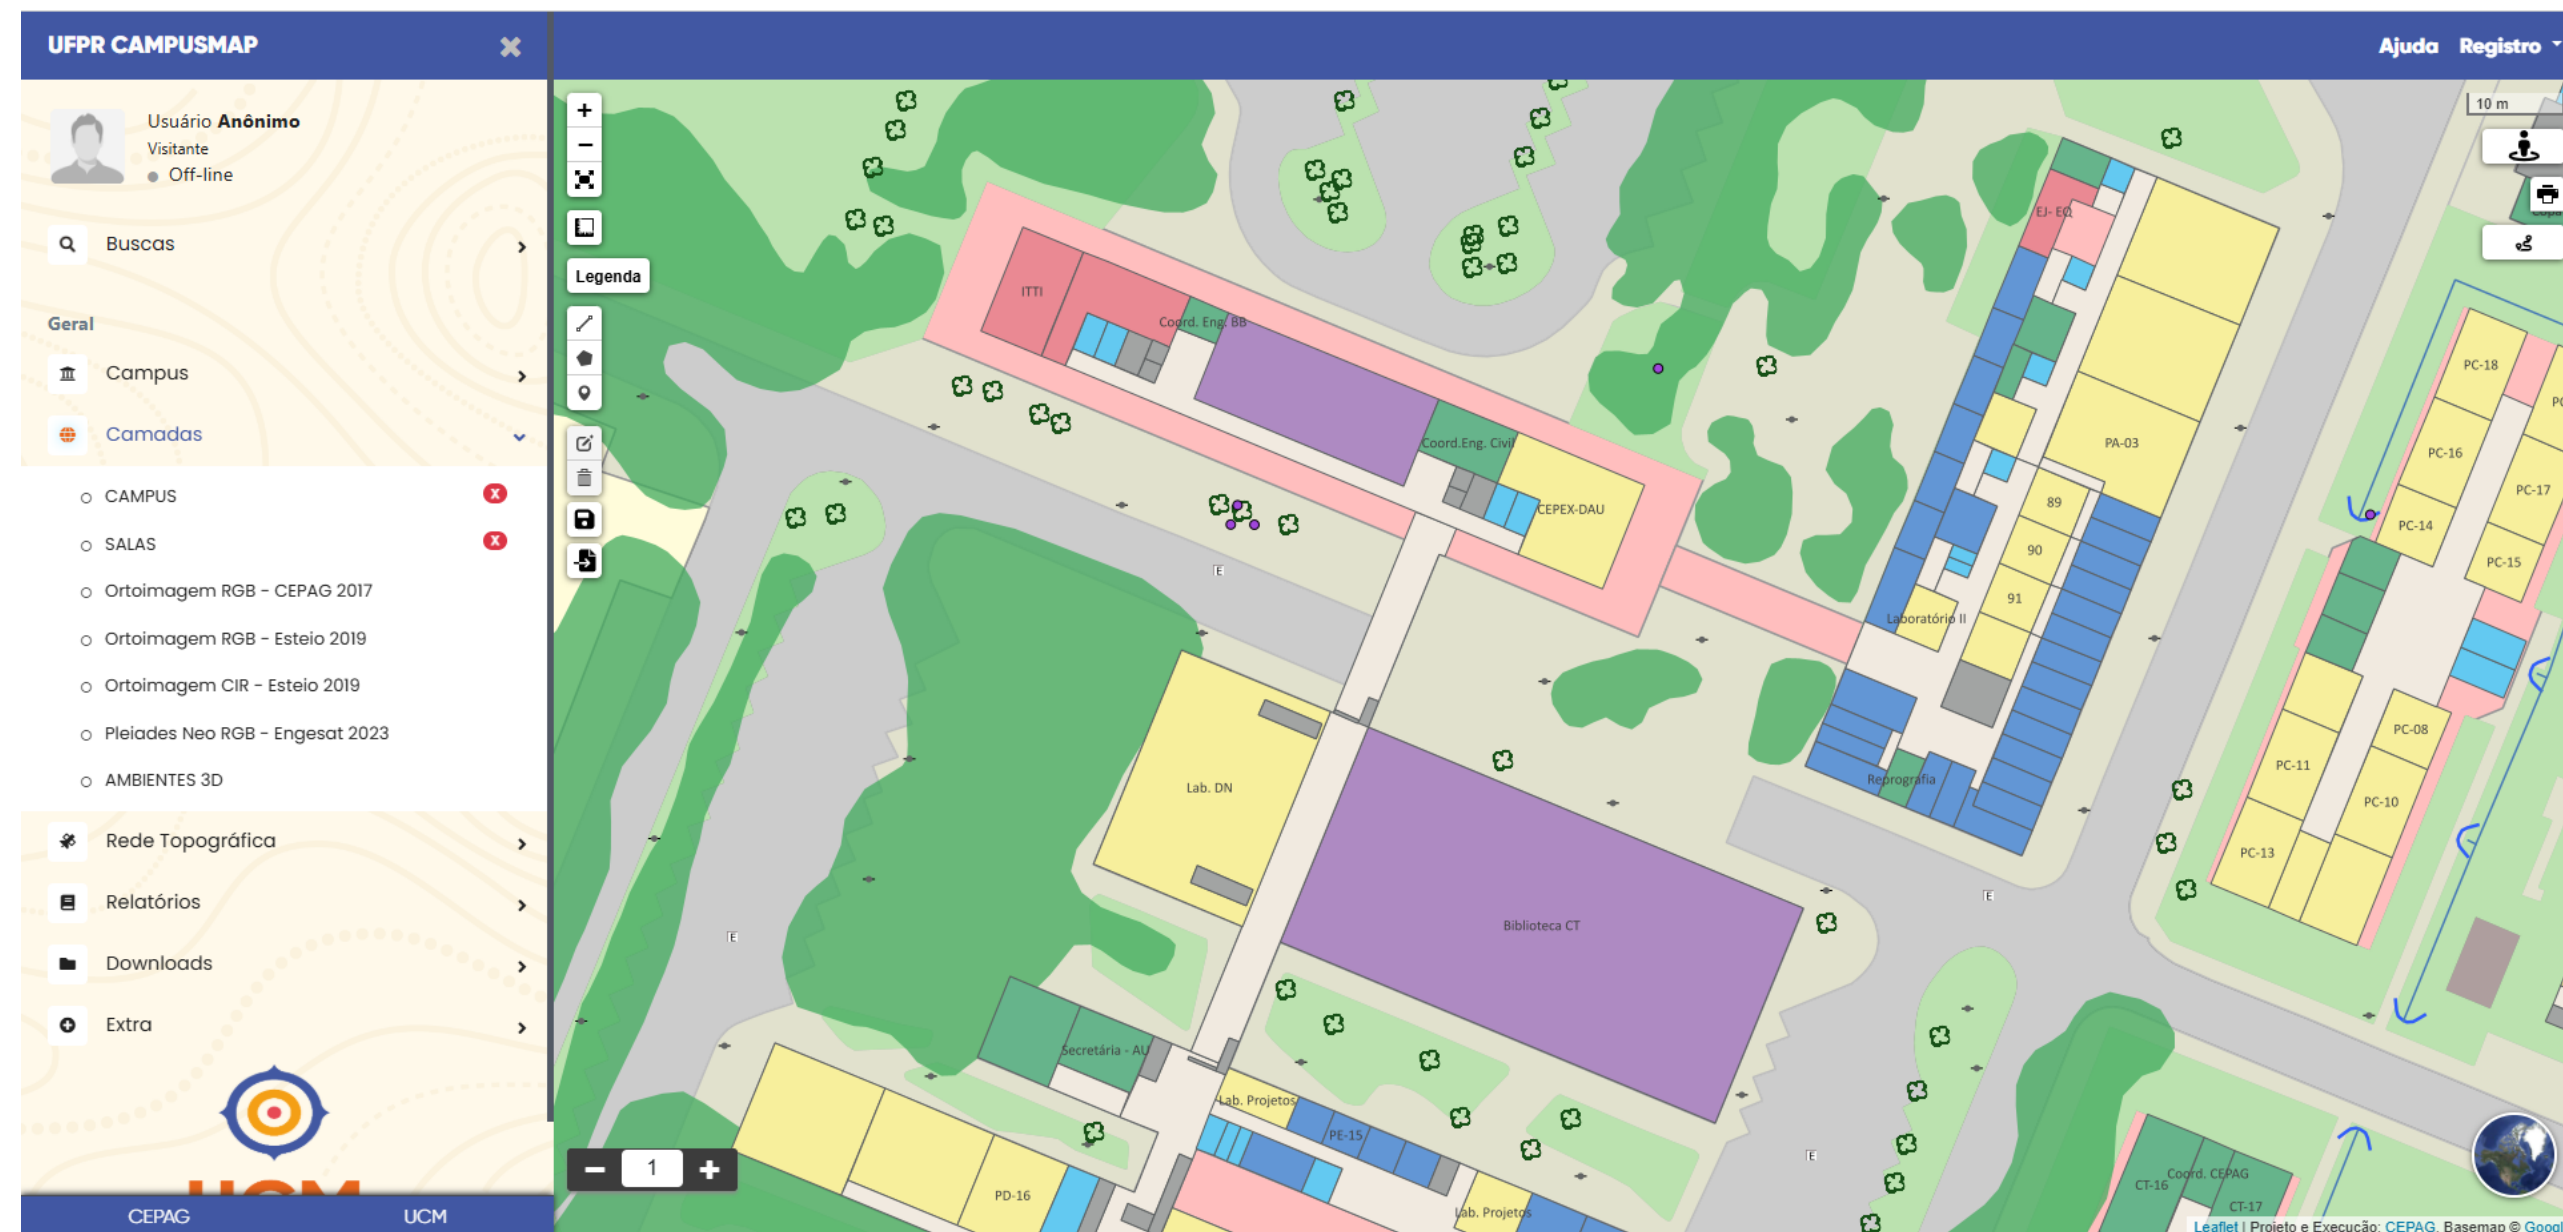 UFPR CAMPUSMAP
Ajuda
Registro
Usuário Anônimo
Visitante
Off-line
Buscas
Geral
Campus
Camadas
CAMPUS
X
SALAS
X
Ortoimagem RGB - CEPAG 2017
Ortoimagem RGB - Esteio 2019
Ortoimagem CIR - Esteio 2019
Pleiades Neo RGB - Engesat 2023
AMBIENTES 3D
Rede Topográfica
Relatórios
Downloads
Extra
UCM
CEPAG
UCM
+
−
Legenda
10 m
ITTI
Coord. Eng. BB
Coord.Eng. Civil
CEPEX-DAU
EJ- EQ
PA-03
89
90
91
Laboratório II
Reprografia
PC-18
PC-16
PC-17
PC-14
PC-15
PC-08
PC-11
PC-10
PC-13
E
E
E
E
Lab. DN
Biblioteca CT
Secretária - AU
Lab. Projetos
PE-15
PD-16
Lab. Projetos
Coord. CEPAG
CT-16
CT-17
− 1 +
Leaflet | Projeto e Execução: CEPAG, Basemap © Googl